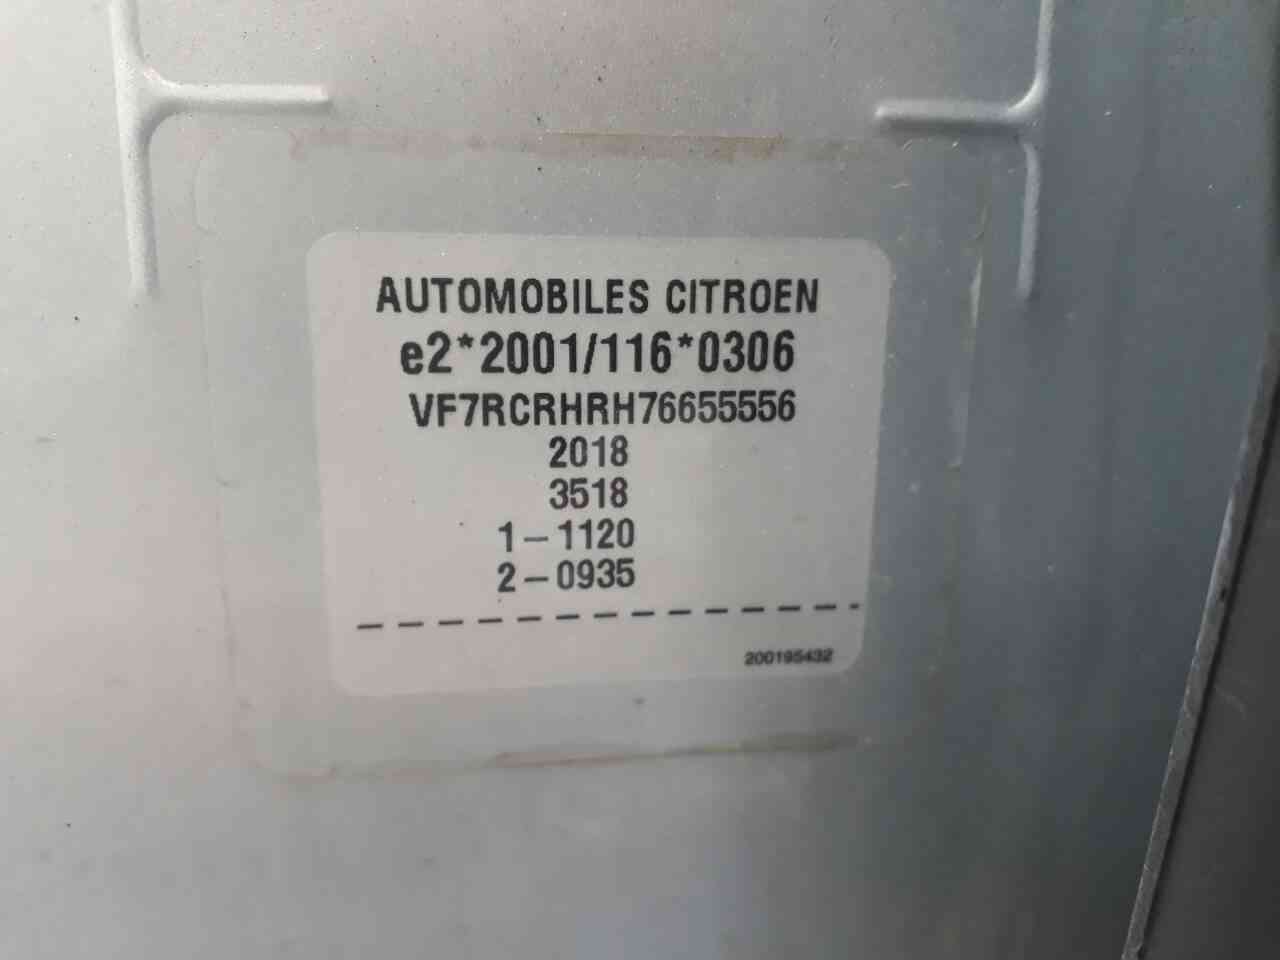 AUTOMOBILES CITROEN
e2*2001/116*0306
VF7RCRHRH76655556
2018
3518
1-1120
2-0935
200195432